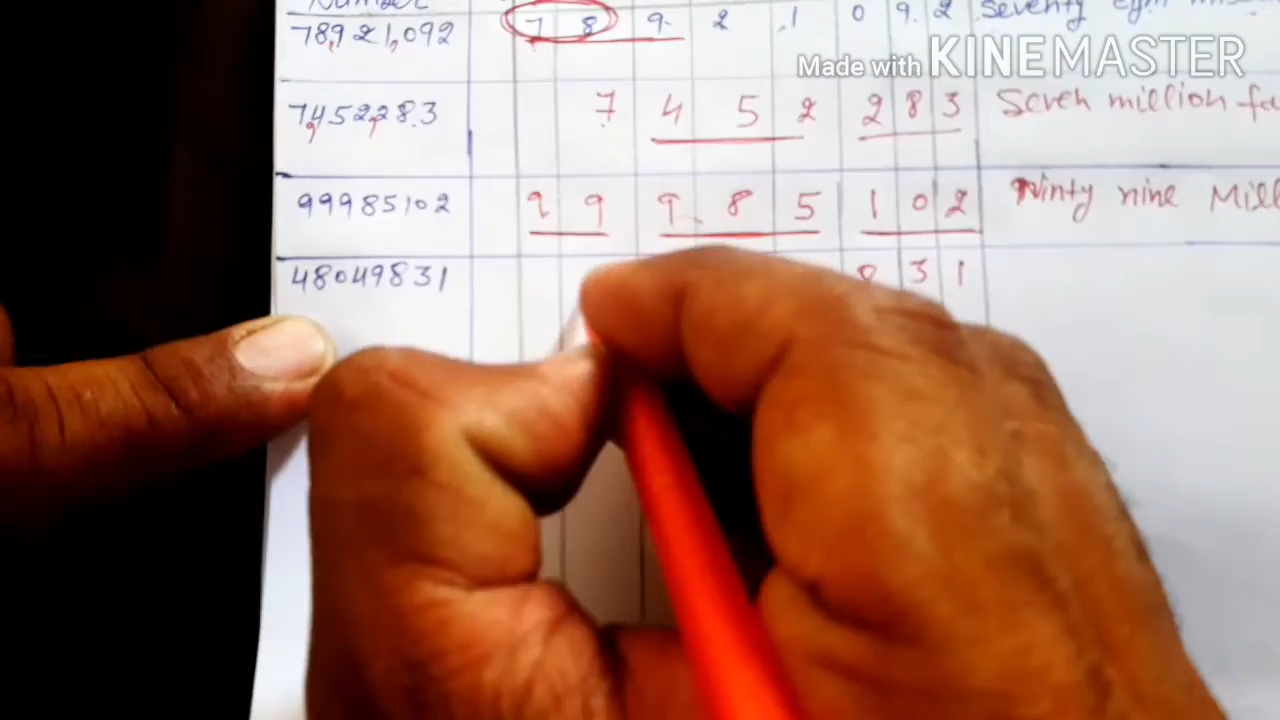 Number
78,921,092 7 8 9 2 1 0 9 2 Seventy
Made with KINEMASTER
7452283 7 4 5 2 2 8 3 Seven million
99985102 9 9 9 8 5 1 0 2 Ninty nine
48049831 8 3 1